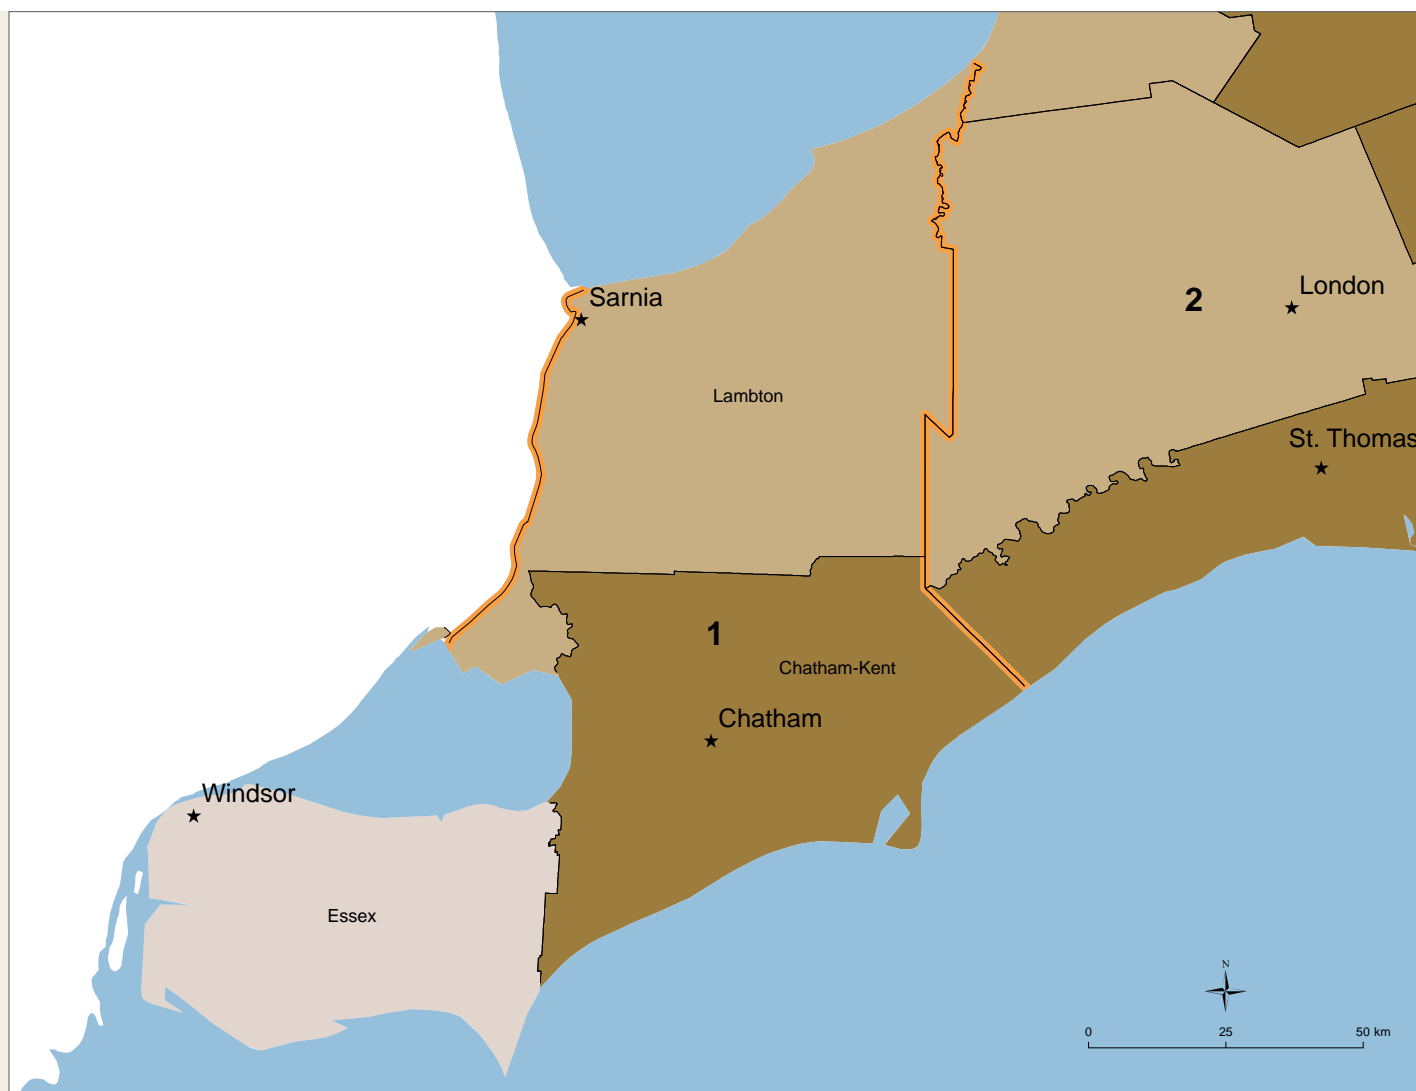 Sarnia
London
2
Lambton
St. Thomas
1
Chatham-Kent
Chatham
Windsor
Essex
N
0 25 50 km